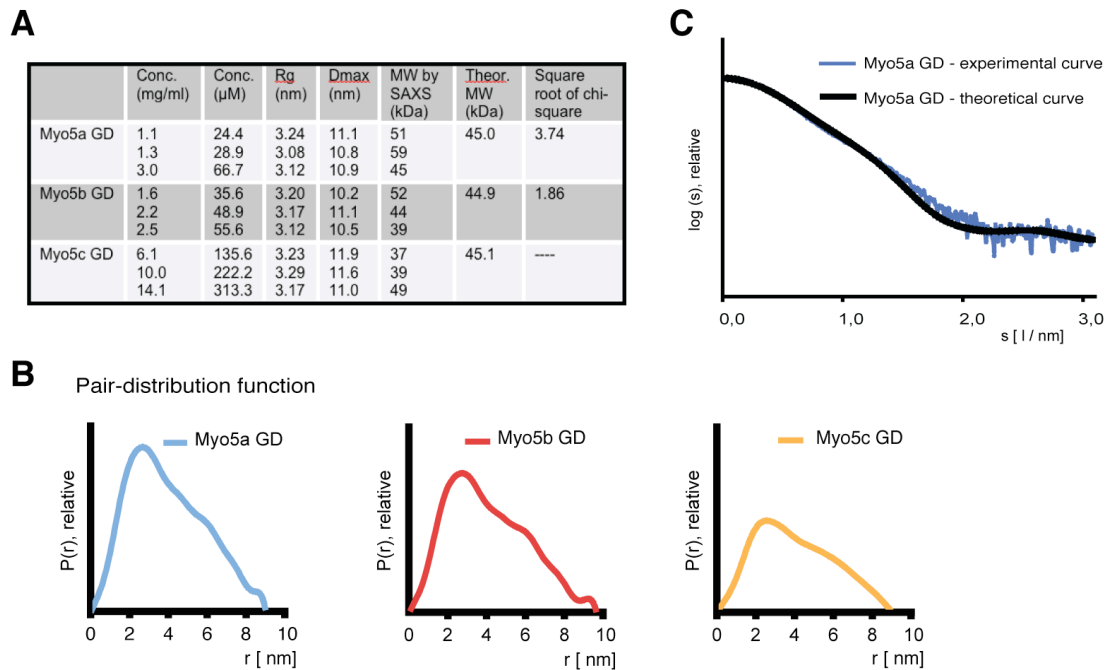 A
Conc. (mg/ml) Conc. (µM) Rg (nm) Dmax (nm) MW by SAXS (kDa) Theor. MW (kDa) Square root of chi-square
Myo5a GD 1.1 24.4 3.24 11.1 51 45.0 3.74
1.3 28.9 3.08 10.8 59
3.0 66.7 3.12 10.9 45
Myo5b GD 1.6 35.6 3.20 10.2 52 44.9 1.86
2.2 48.9 3.17 11.1 44
2.5 55.6 3.12 10.5 39
Myo5c GD 6.1 135.6 3.23 11.9 37 45.1 ----
10.0 222.2 3.29 11.6 39
14.1 313.3 3.17 11.0 49
C
Myo5a GD - experimental curve
Myo5a GD - theoretical curve
log (s), relative
0,0 1,0 2,0 3,0
s [ l / nm]
B
Pair-distribution function
Myo5a GD
P(r), relative
0 2 4 6 8 10
r [ nm]
Myo5b GD
P(r), relative
0 2 4 6 8 10
r [ nm]
Myo5c GD
P(r), relative
0 2 4 6 8 10
r [ nm]